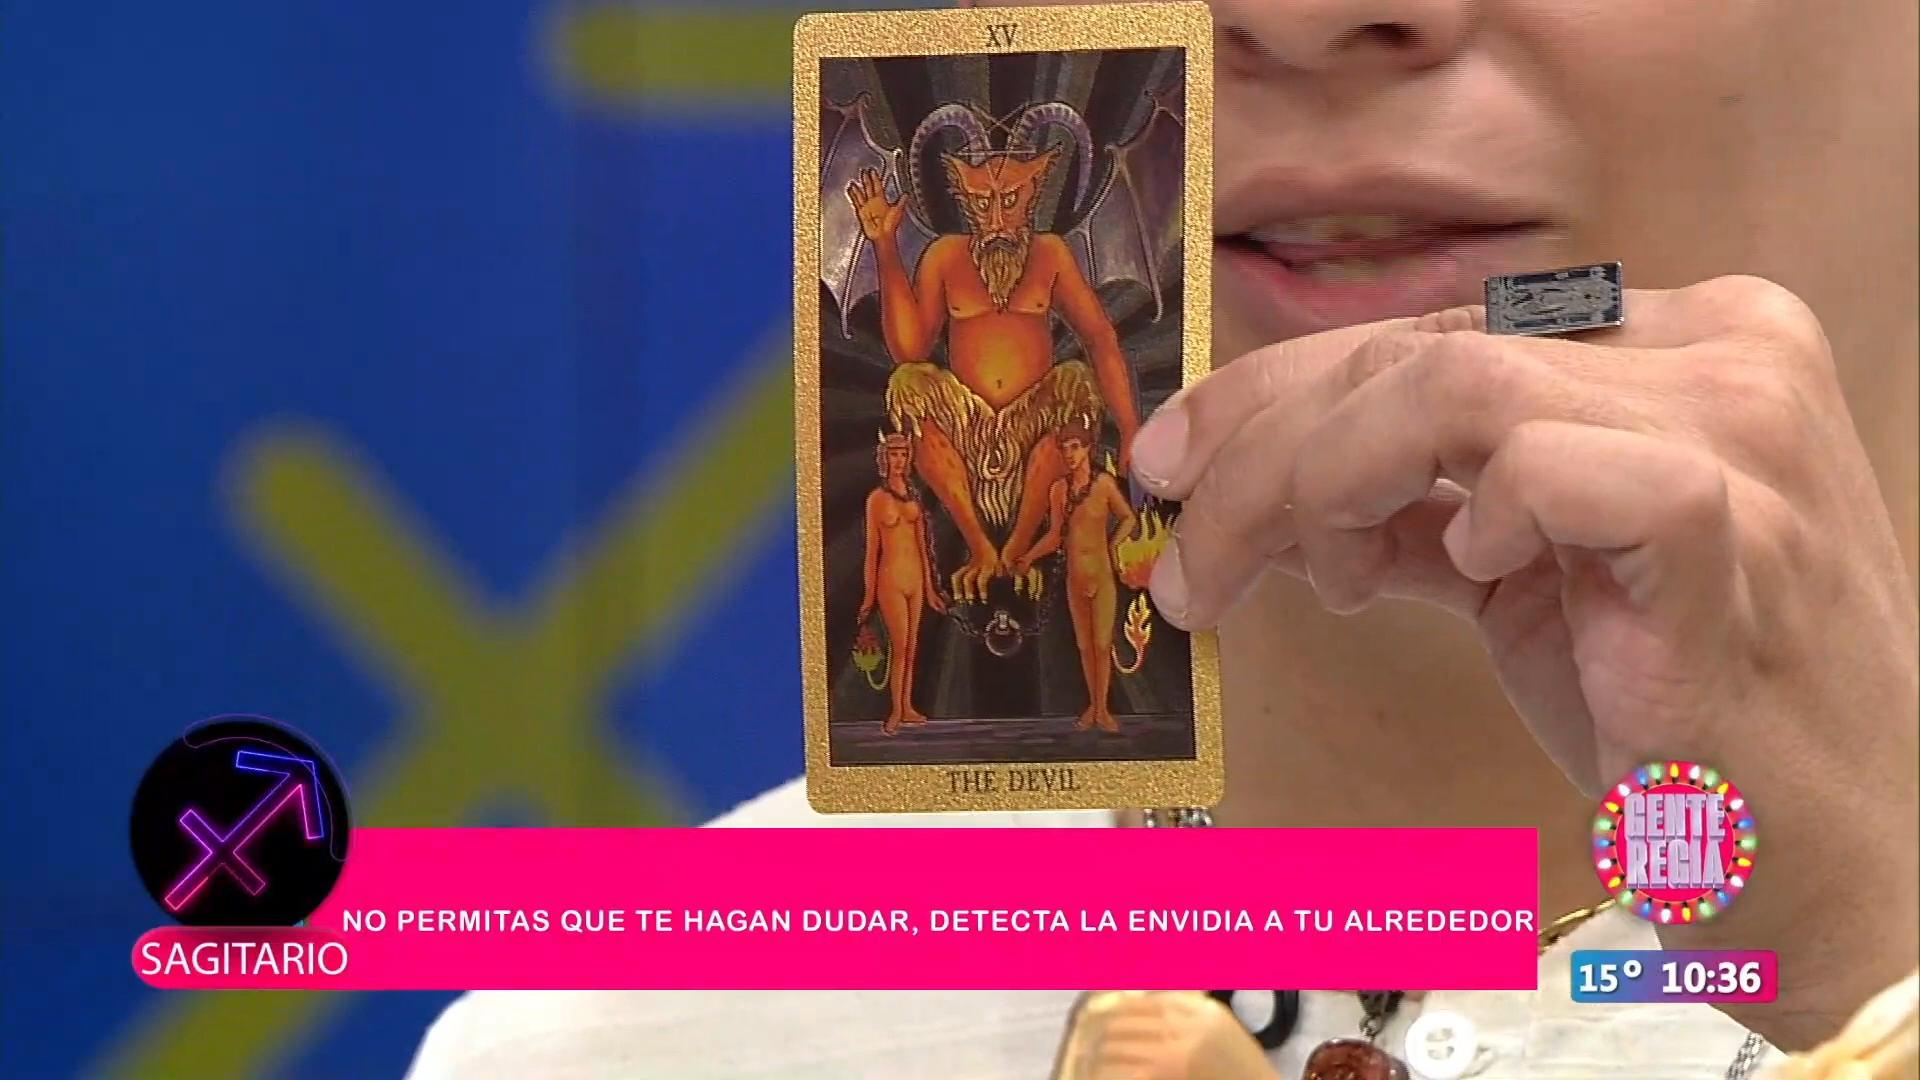 XV
THE DEVIL
NO PERMITAS QUE TE HAGAN DUDAR, DETECTA LA ENVIDIA A TU ALREDEDOR
SAGITARIO
GENTE
REGIA
15° 10:36